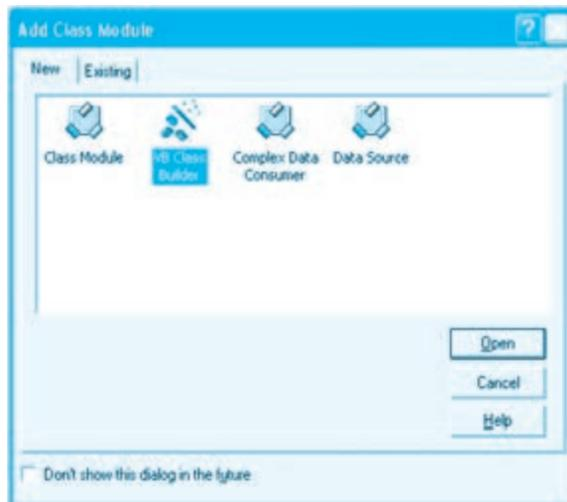 Add Class Module
?
New Existing
Class Module VB Class Builder Complex Data Consumer Data Source
Open
Cancel
Help
Don't show this dialog in the future